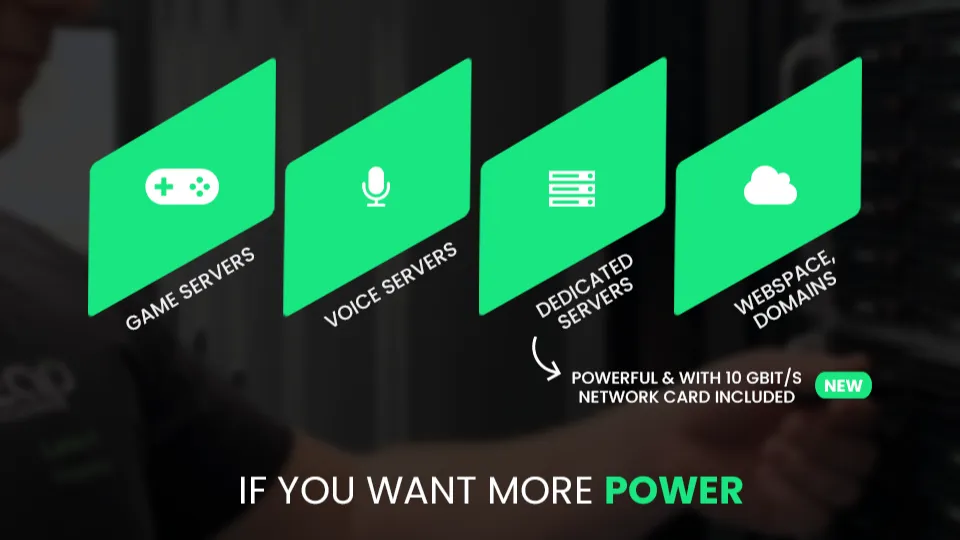 GAME SERVERS
VOICE SERVERS
DEDICATED
SERVERS
WEBSPACE,
DOMAINS
POWERFUL & WITH 10 GBIT/S
NETWORK CARD INCLUDED
NEW
IF YOU WANT MORE POWER